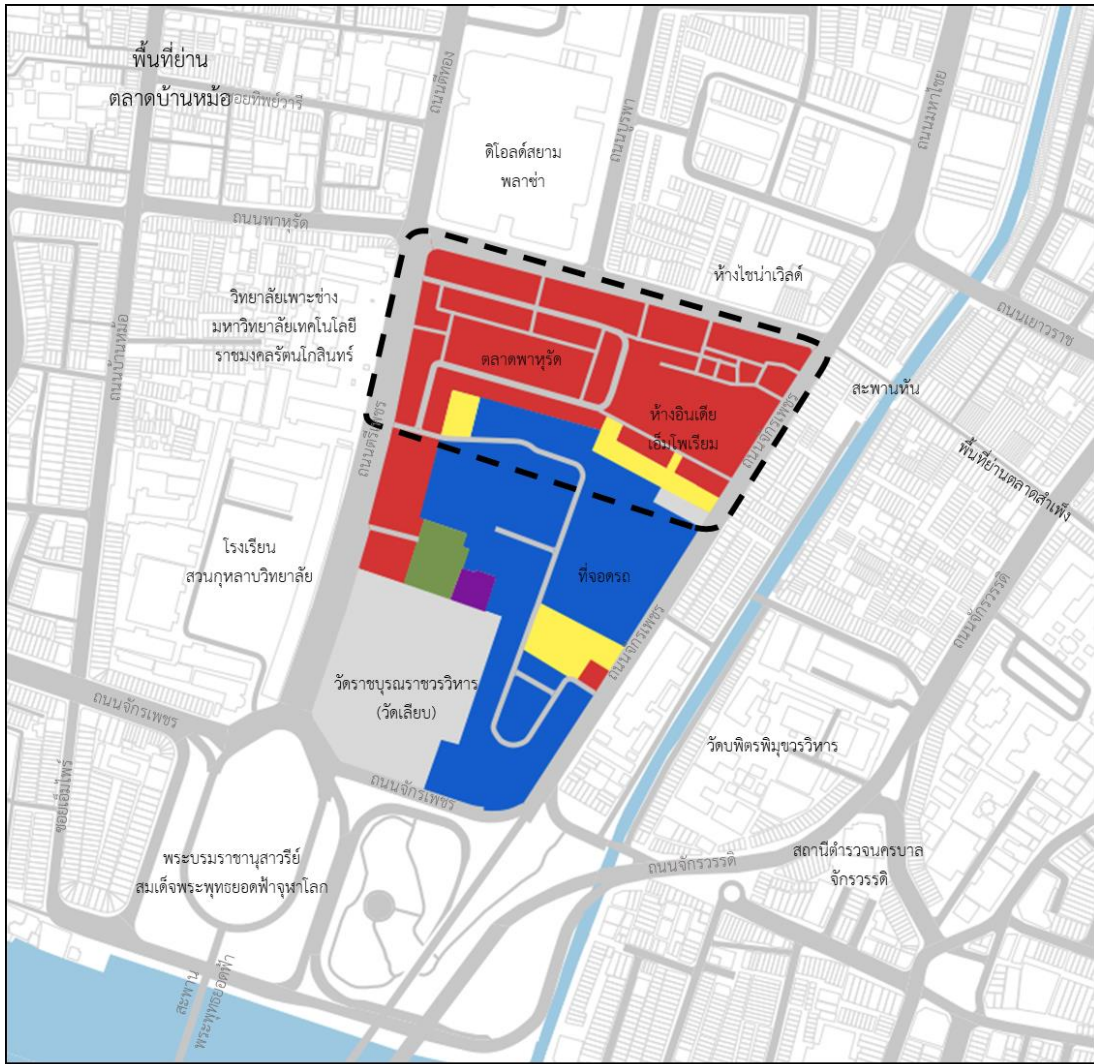 พื้นที่ย่าน
ตลาดบ้านหม้อ
ซอยทิพย์วารี
ถนนตีทอง
ดิโอลด์สยาม
พลาซ่า
ถนนบูรพา
ถนนมหาไชย
ถนนพาหุรัด
ห้างไชน่าเวิลด์
วิทยาลัยเพาะช่าง
มหาวิทยาลัยเทคโนโลยี
ราชมงคลรัตนโกสินทร์
ถนนบ้านหม้อ
ถนนเยาวราช
ตลาดพาหุรัด
สะพานหัน
ห้างอินเดีย
เอ็มโพเรียม
ถนนจักรเพชร
ถนนตรีเพชร
พื้นที่ย่านตลาดสำเพ็ง
โรงเรียน
สวนกุหลาบวิทยาลัย
ที่จอดรถ
ถนนจักรวรรดิ
ถนนจักรเพชร
วัดราชบุรณราชวรวิหาร
(วัดเลียบ)
ถนนจักรเพชร
วัดบพิตรพิมุขวรวิหาร
ถนนจักรเพชร
ซอยเอ็มไพร์
พระบรมราชานุสาวรีย์
สมเด็จพระพุทธยอดฟ้าจุฬาโลก
ถนนจักรวรรดิ
สถานีตำรวจนครบาล
จักรวรรดิ
สะพาน
พระพุทธยอดฟ้า